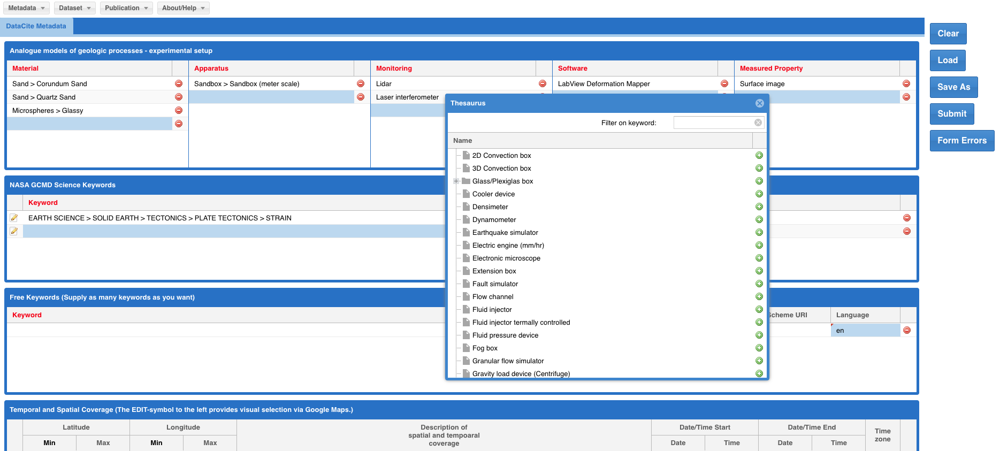 Metadata Dataset Publication About/Help
DataCite Metadata
Clear
Load
Save As
Submit
Form Errors
Analogue models of geologic processes - experimental setup
Material Apparatus Monitoring Software Measured Property
Sand > Corundum Sand Sandbox > Sandbox (meter scale) Lidar LabView Deformation Mapper Surface image
Sand > Quartz Sand Laser interferometer
Microspheres > Glassy
Thesaurus
Filter on keyword:
Name
2D Convection box
3D Convection box
Glass/Plexiglas box
Cooler device
Densimeter
Dynamometer
Earthquake simulator
Electric engine (mm/hr)
Electronic microscope
Extension box
Fault simulator
Flow channel
Fluid injector
Fluid injector termally controlled
Fluid pressure device
Fog box
Granular flow simulator
Gravity load device (Centrifuge)
NASA GCMD Science Keywords
Keyword
EARTH SCIENCE > SOLID EARTH > TECTONICS > PLATE TECTONICS > STRAIN
Free Keywords (Supply as many keywords as you want)
Keyword Scheme URI Language
en
Temporal and Spatial Coverage (The EDIT-symbol to the left provides visual selection via Google Maps.)
Latitude Longitude Description of Date/Time Start Date/Time End Time
spatial and tempoaral zone
Min Max Min Max coverage Date Time Date Time